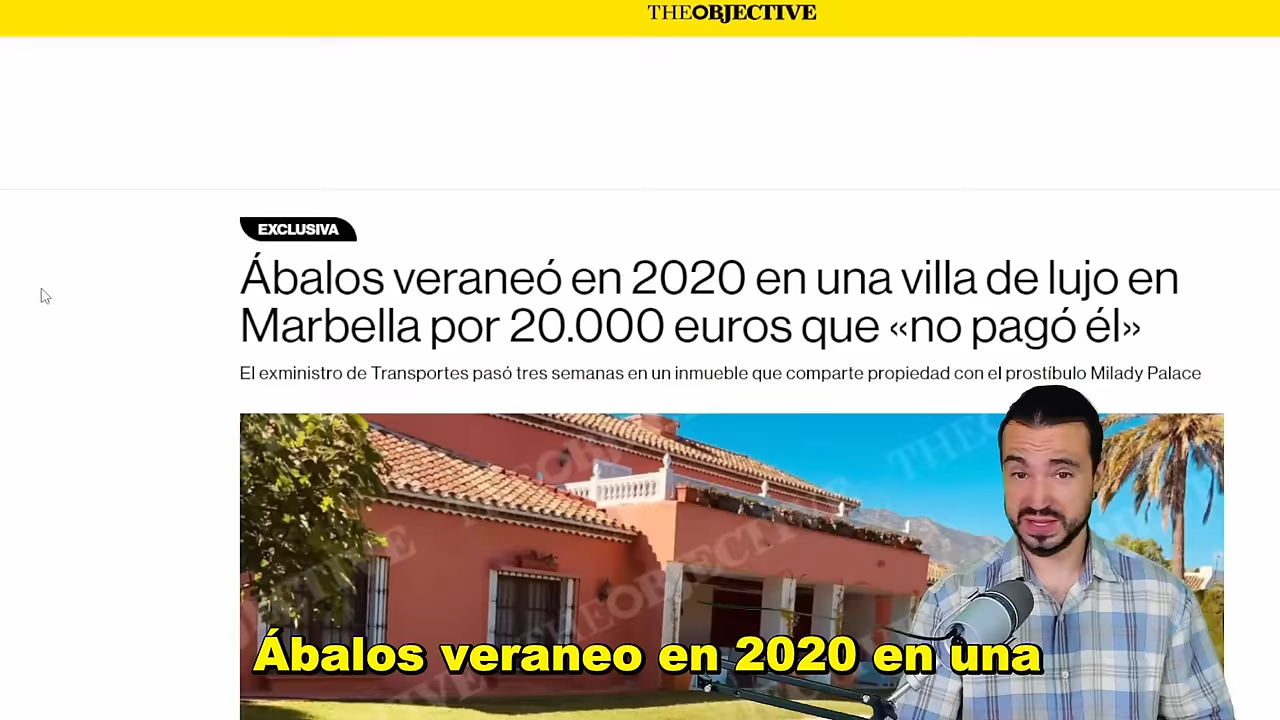 THEOBJECTIVE
EXCLUSIVA
Ábalos veraneó en 2020 en una villa de lujo en
Marbella por 20.000 euros que «no pagó él»
El exministro de Transportes pasó tres semanas en un inmueble que comparte propiedad con el prostíbulo Milady Palace
THEOBJECTIVE
Ábalos veraneo en 2020 en una